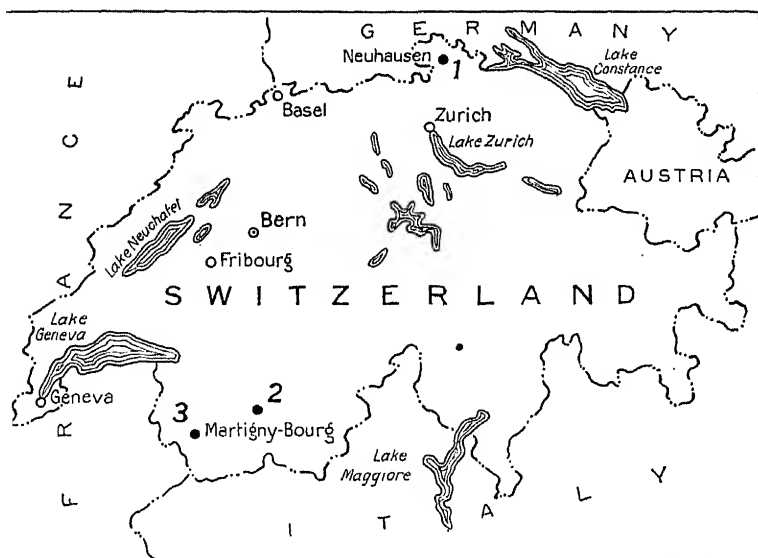 G E R M A N Y
Neuhausen
1
Lake
Constance
Basel
Zurich
Lake Zurich
AUSTRIA
F R A N C E
Lake Neuchatel
Bern
Fribourg
S W I T Z E R L A N D
Lake
Geneva
Geneva
2
3
Martigny-Bourg
Lake
Maggiore
I T A L Y